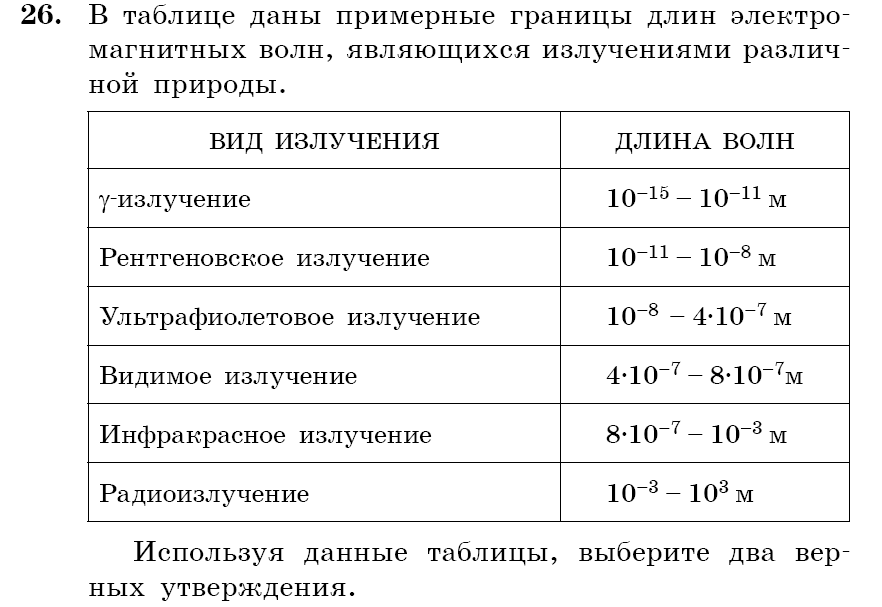 26. В таблице даны примерные границы длин электро-
магнитных волн, являющихся излучениями различ-
ной природы.
ВИД ИЗЛУЧЕНИЯ ДЛИНА ВОЛН
γ-излучение 10⁻¹⁵ – 10⁻¹¹ м
Рентгеновское излучение 10⁻¹¹ – 10⁻⁸ м
Ультрафиолетовое излучение 10⁻⁸ – 4·10⁻⁷ м
Видимое излучение 4·10⁻⁷ – 8·10⁻⁷м
Инфракрасное излучение 8·10⁻⁷ – 10⁻³ м
Радиоизлучение 10⁻³ – 10³ м
Используя данные таблицы, выберите два вер-
ных утверждения.